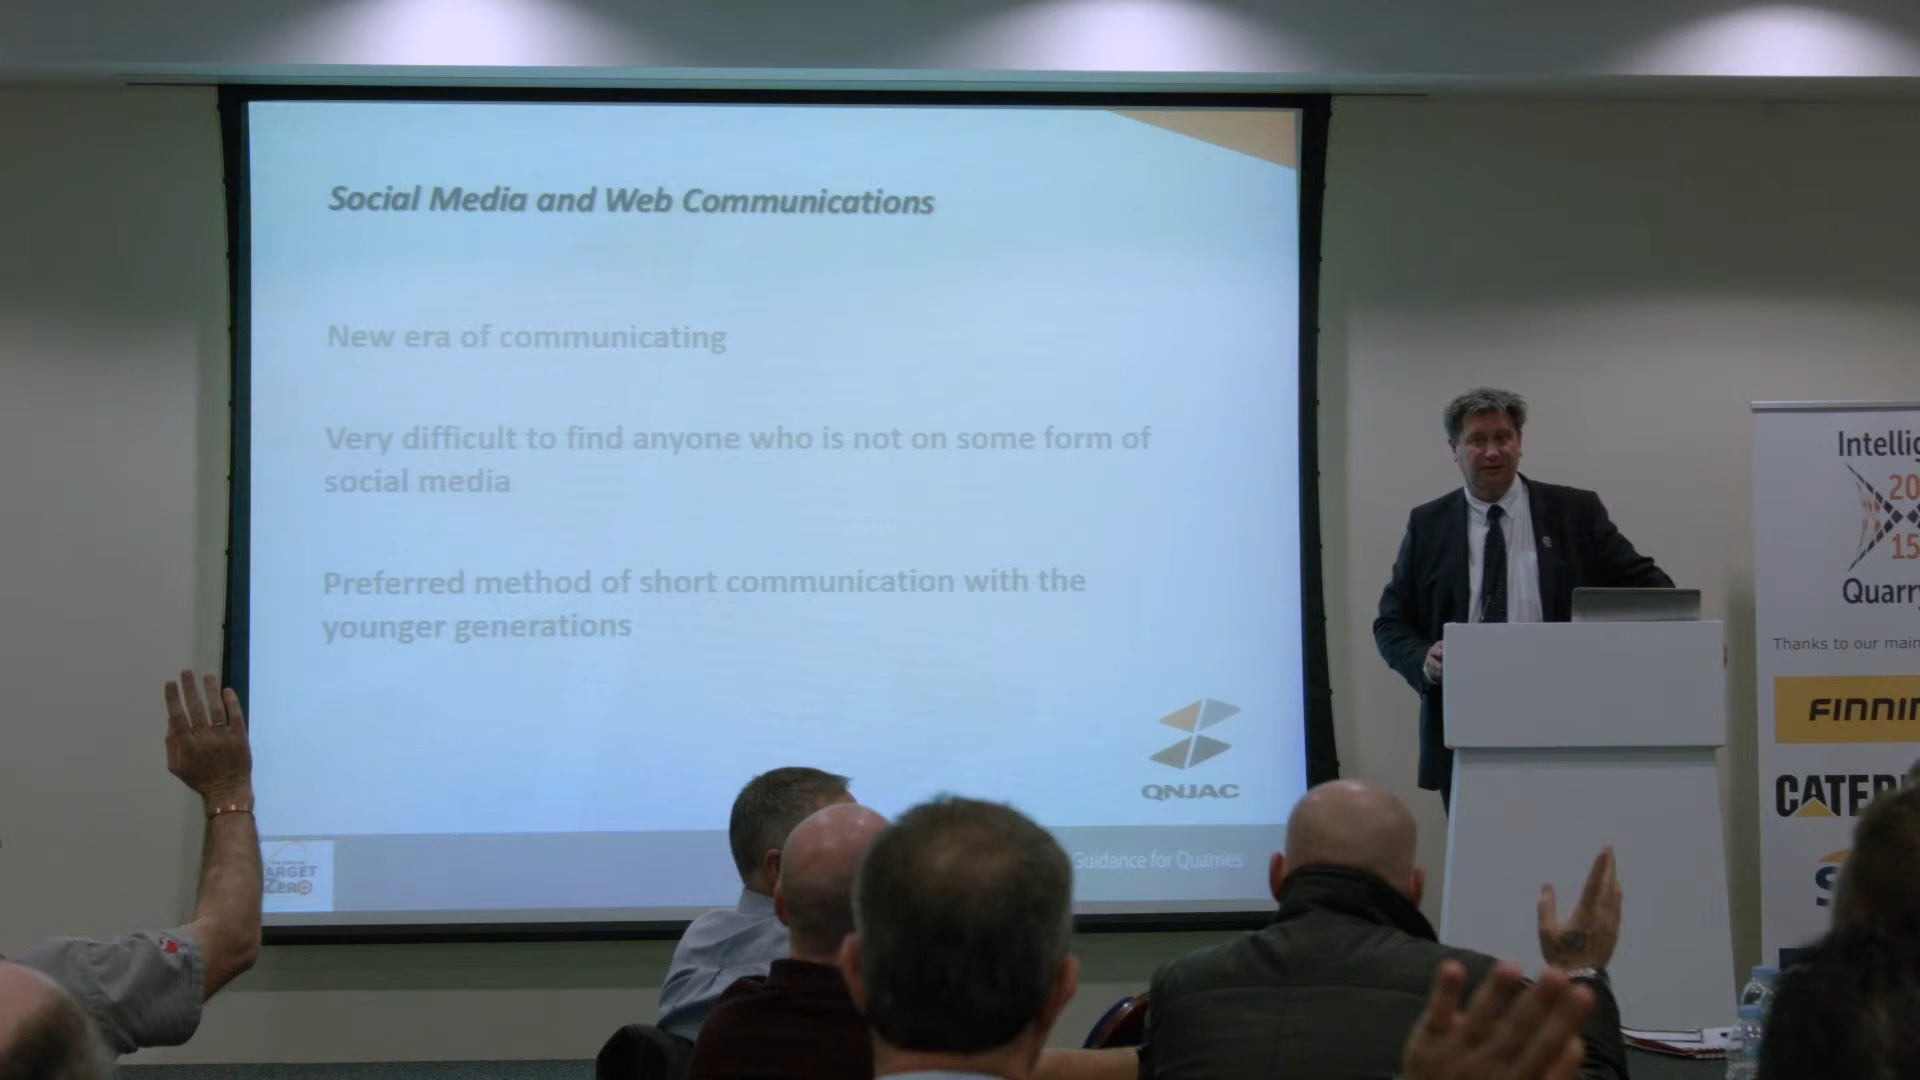 Social Media and Web Communications
New era of communicating
Very difficult to find anyone who is not on some form of
social media
Preferred method of short communication with the
younger generations
QNJAC
ARGET
ZERO
Guidance for Quarries
Intellig
20
15
Quarry
Thanks to our main
FINNIN
CATER
S